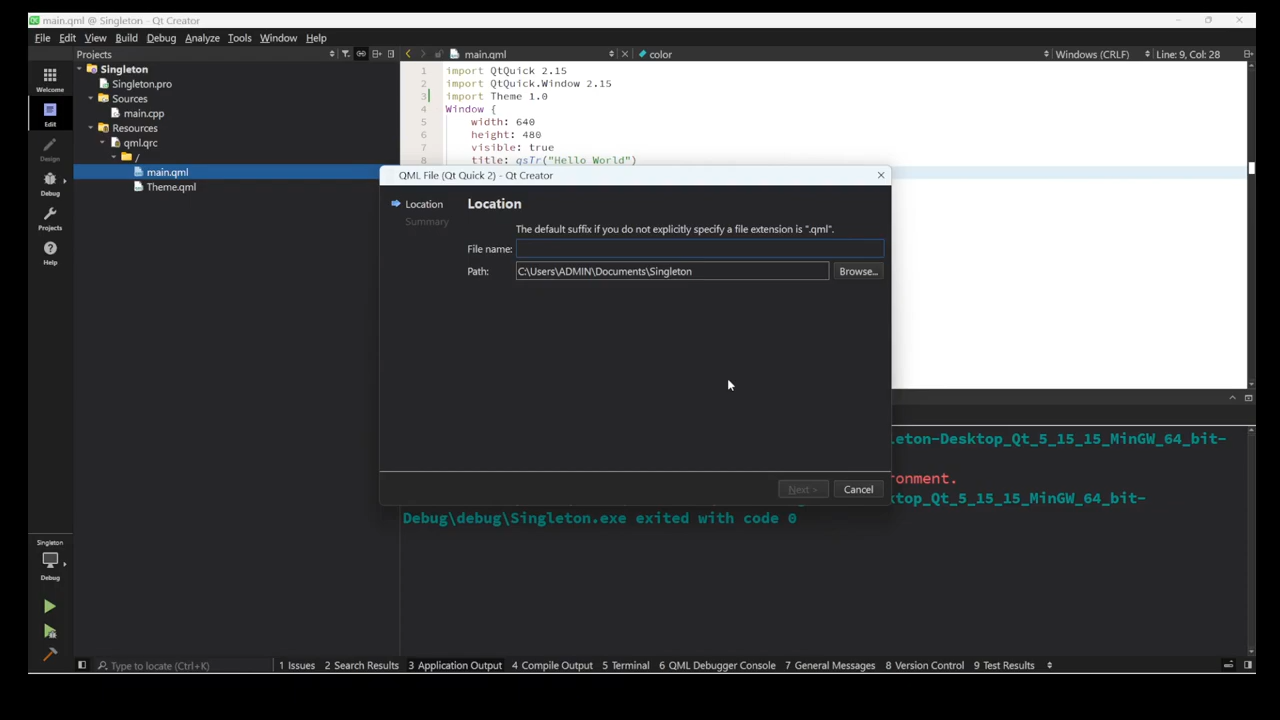 main.qml @ Singleton - Qt Creator
File Edit View Build Debug Analyze Tools Window Help
Projects
main.qml
color
Windows (CRLF)
Line: 9, Col: 28
Welcome
Edit
Design
Debug
Projects
Help
Singleton
Singleton.pro
Sources
main.cpp
Resources
qml.qrc
/
main.qml
Theme.qml
1 import QtQuick 2.15
2 import QtQuick.Window 2.15
3 import Theme 1.0
4 Window {
5 width: 640
6 height: 480
7 visible: true
8 title: qsTr("Hello World")
QML File (Qt Quick 2) - Qt Creator
Location
Summary
Location
The default suffix if you do not explicitly specify a file extension is ".qml".
File name:
Path: C:\Users\ADMIN\Documents\Singleton
Browse...
Next >
Cancel
leton-Desktop_Qt_5_15_15_MinGW_64_bit-
ronment.
ktop_Qt_5_15_15_MinGW_64_bit-
Debug\debug\Singleton.exe exited with code 0
Singleton
Debug
Type to locate (Ctrl+K)
1 Issues 2 Search Results 3 Application Output 4 Compile Output 5 Terminal 6 QML Debugger Console 7 General Messages 8 Version Control 9 Test Results